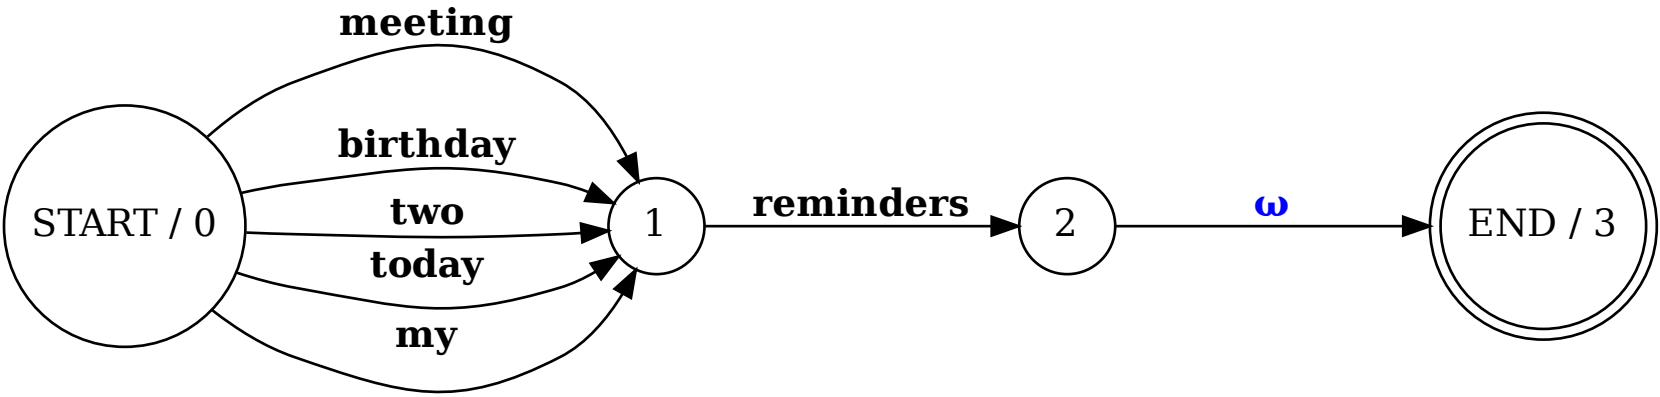 meeting
birthday
two
today
my
START / 0
1
reminders
2
ω
END / 3